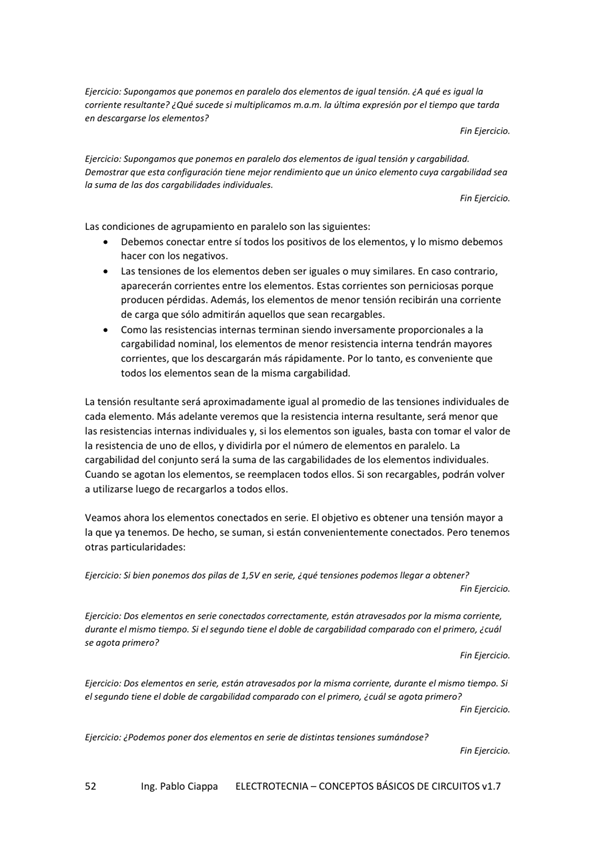 Ejercicio: Supongamos que ponemos en paralelo dos elementos de igual tensión. ¿A qué es igual la
corriente resultante? ¿Qué sucede si multiplicamos m.a.m. la última expresión por el tiempo que tarda
en descargarse los elementos?
Fin Ejercicio.
Ejercicio: Supongamos que ponemos en paralelo dos elementos de igual tensión y cargabilidad.
Demostrar que esta configuración tiene mejor rendimiento que un único elemento cuya cargabilidad sea
la suma de las dos cargabilidades individuales.
Fin Ejercicio.
Las condiciones de agrupamiento en paralelo son las siguientes:
• Debemos conectar entre sí todos los positivos de los elementos, y lo mismo debemos
hacer con los negativos.
• Las tensiones de los elementos deben ser iguales o muy similares. En caso contrario,
aparecerán corrientes entre los elementos. Estas corrientes son perniciosas porque
producen pérdidas. Además, los elementos de menor tensión recibirán una corriente
de carga que sólo admitirán aquellos que sean recargables.
• Como las resistencias internas terminan siendo inversamente proporcionales a la
cargabilidad nominal, los elementos de menor resistencia interna tendrán mayores
corrientes, que los descargarán más rápidamente. Por lo tanto, es conveniente que
todos los elementos sean de la misma cargabilidad.
La tensión resultante será aproximadamente igual al promedio de las tensiones individuales de
cada elemento. Más adelante veremos que la resistencia interna resultante, será menor que
las resistencias internas individuales y, si los elementos son iguales, basta con tomar el valor de
la resistencia de uno de ellos, y dividirla por el número de elementos en paralelo. La
cargabilidad del conjunto será la suma de las cargabilidades de los elementos individuales.
Cuando se agotan los elementos, se reemplacen todos ellos. Si son recargables, podrán volver
a utilizarse luego de recargarlos a todos ellos.
Veamos ahora los elementos conectados en serie. El objetivo es obtener una tensión mayor a
la que ya tenemos. De hecho, se suman, si están convenientemente conectados. Pero tenemos
otras particularidades:
Ejercicio: Si bien ponemos dos pilas de 1,5V en serie, ¿qué tensiones podemos llegar a obtener?
Fin Ejercicio.
Ejercicio: Dos elementos en serie conectados correctamente, están atravesados por la misma corriente,
durante el mismo tiempo. Si el segundo tiene el doble de cargabilidad comparado con el primero, ¿cuál
se agota primero?
Fin Ejercicio.
Ejercicio: Dos elementos en serie, están atravesados por la misma corriente, durante el mismo tiempo. Si
el segundo tiene el doble de cargabilidad comparado con el primero, ¿cuál se agota primero?
Fin Ejercicio.
Ejercicio: ¿Podemos poner dos elementos en serie de distintas tensiones sumándose?
Fin Ejercicio.
52 Ing. Pablo Ciappa ELECTROTECNIA – CONCEPTOS BÁSICOS DE CIRCUITOS v1.7